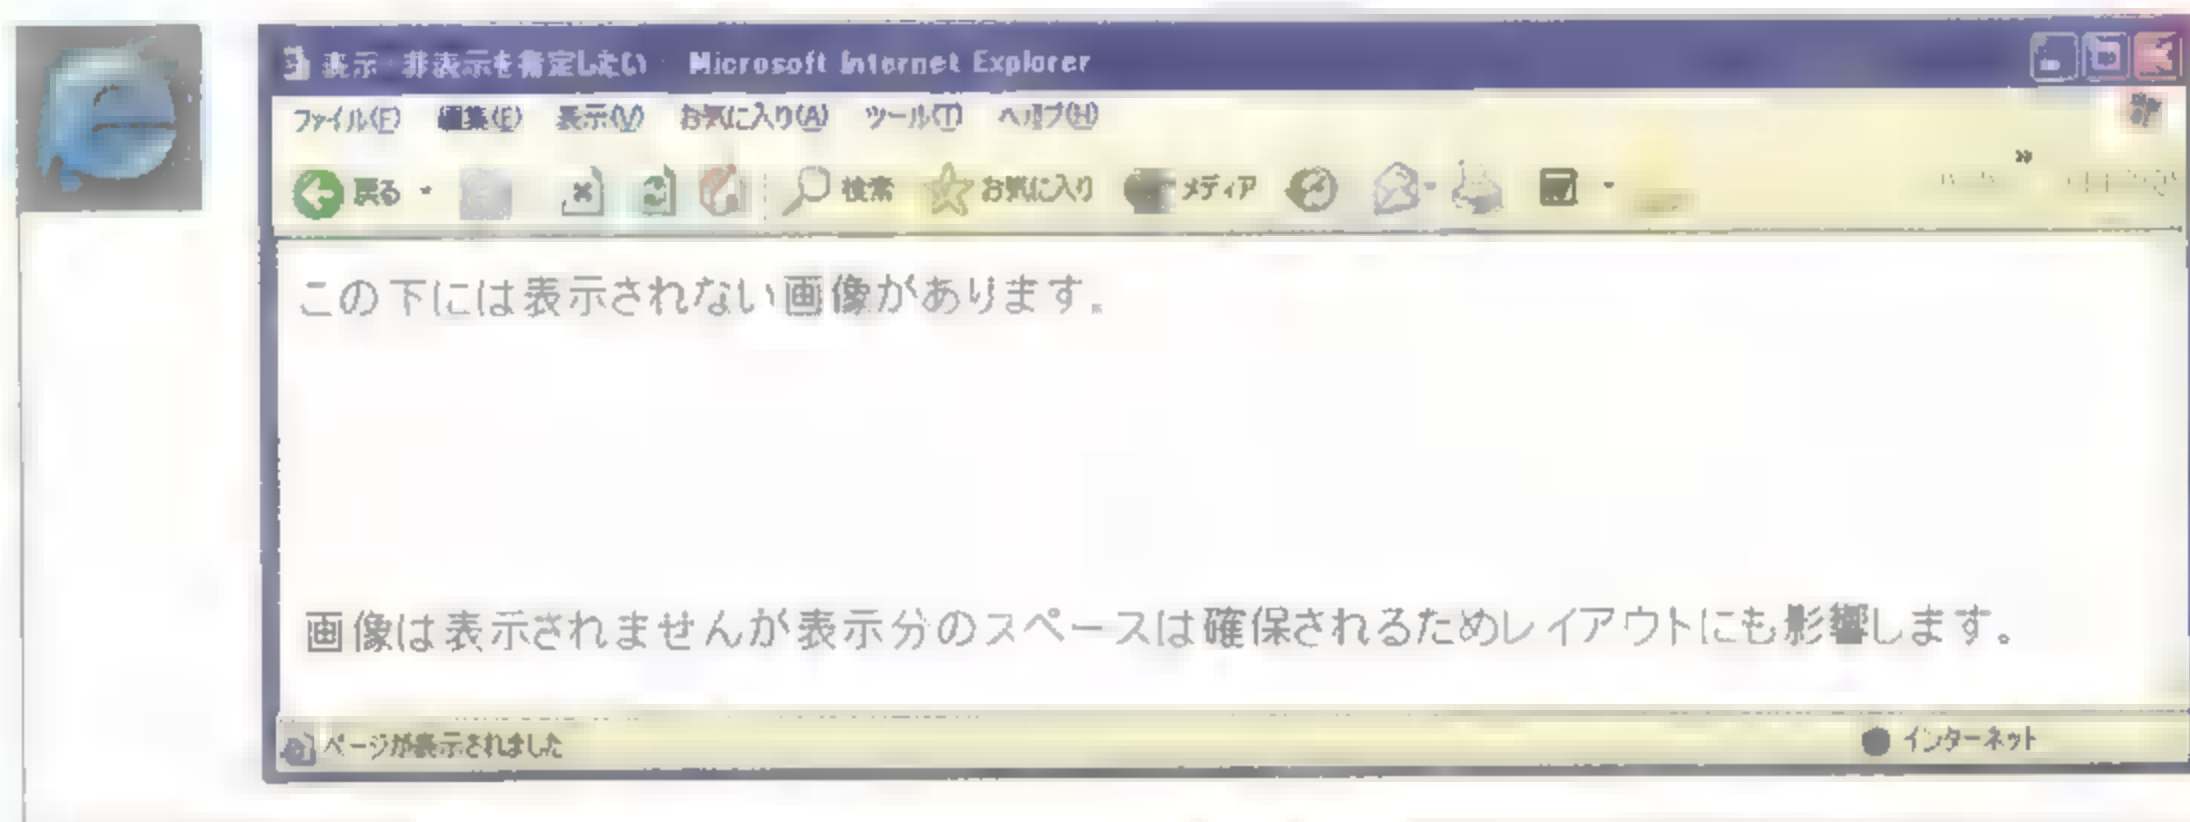 表示・非表示を指定したい - Microsoft Internet Explorer
ファイル(F) 編集(E) 表示(V) お気に入り(A) ツール(T) ヘルプ(H)
戻る 検索 お気に入り メディア »
この下には表示されない画像があります。
画像は表示されませんが表示分のスペースは確保されるためレイアウトにも影響します。
ページが表示されました インターネット